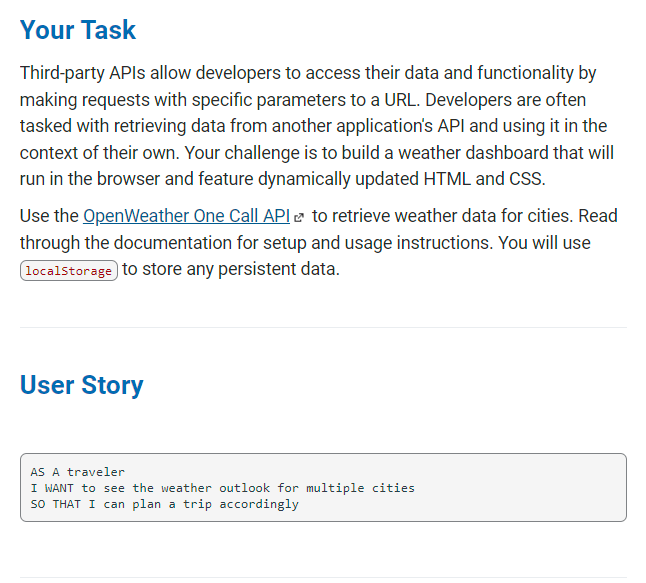 Your Task
Third-party APIs allow developers to access their data and functionality by
making requests with specific parameters to a URL. Developers are often
tasked with retrieving data from another application's API and using it in the
context of their own. Your challenge is to build a weather dashboard that will
run in the browser and feature dynamically updated HTML and CSS.
Use the OpenWeather One Call API to retrieve weather data for cities. Read
through the documentation for setup and usage instructions. You will use
localStorage to store any persistent data.
User Story
AS A traveler
I WANT to see the weather outlook for multiple cities
SO THAT I can plan a trip accordingly